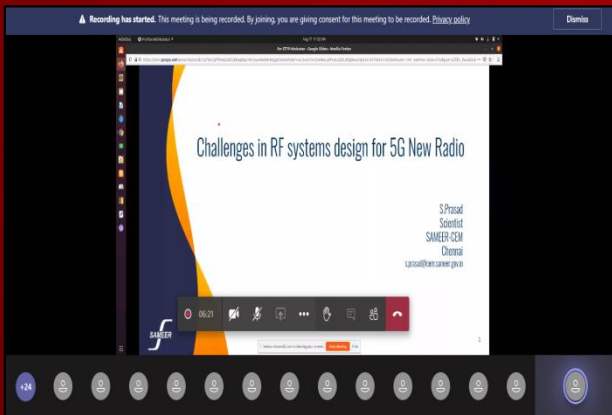 Recording has started. This meeting is being recorded. By joining, you are giving consent for this meeting to be recorded. Privacy policy
Dismiss
Challenges in RF systems design for 5G New Radio
S.Prasad
Scientist
SAMEER-CEM
Chennai
s.prasad@cem.sameer.gov.in
06:21
SAMEER
1
+24